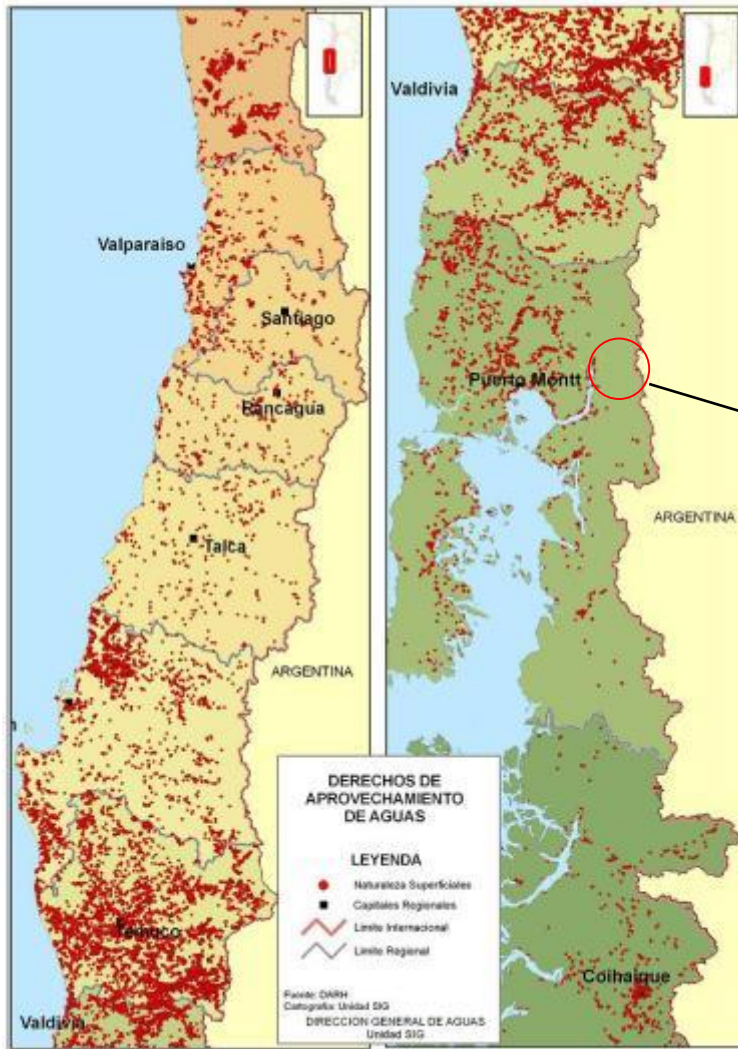 Valparaiso
Santiago
Rancagua
Talca
ARGENTINA
Temuco
Valdivia
Valdivia
Puerto Montt
ARGENTINA
Coihaique
DERECHOS DE
APROVECHAMIENTO
DE AGUAS
LEYENDA
Naturaleza Superficiales
Capitales Regionales
Limite Internacional
Limite Regional
Fuente: DARH
Cartografia: Unidad SIG
DIRECCION GENERAL DE AGUAS
Unidad SIG